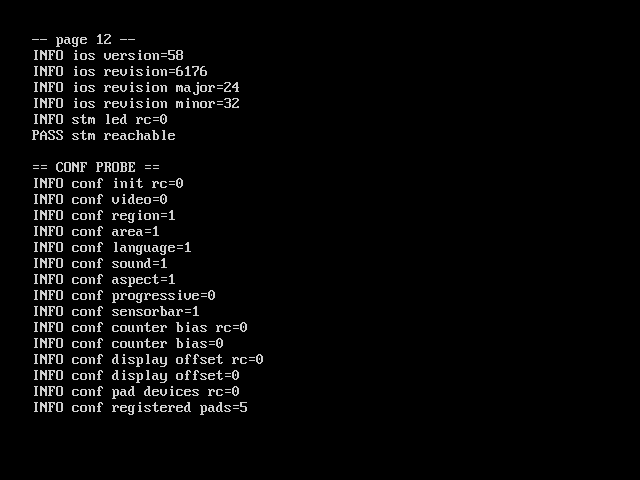 -- page 12 --
INFO ios version=58
INFO ios revision=6176
INFO ios revision major=24
INFO ios revision minor=32
INFO stm led rc=0
PASS stm reachable
== CONF PROBE ==
INFO conf init rc=0
INFO conf video=0
INFO conf region=1
INFO conf area=1
INFO conf language=1
INFO conf sound=1
INFO conf aspect=1
INFO conf progressive=0
INFO conf sensorbar=1
INFO conf counter bias rc=0
INFO conf counter bias=0
INFO conf display offset rc=0
INFO conf display offset=0
INFO conf pad devices rc=0
INFO conf registered pads=5